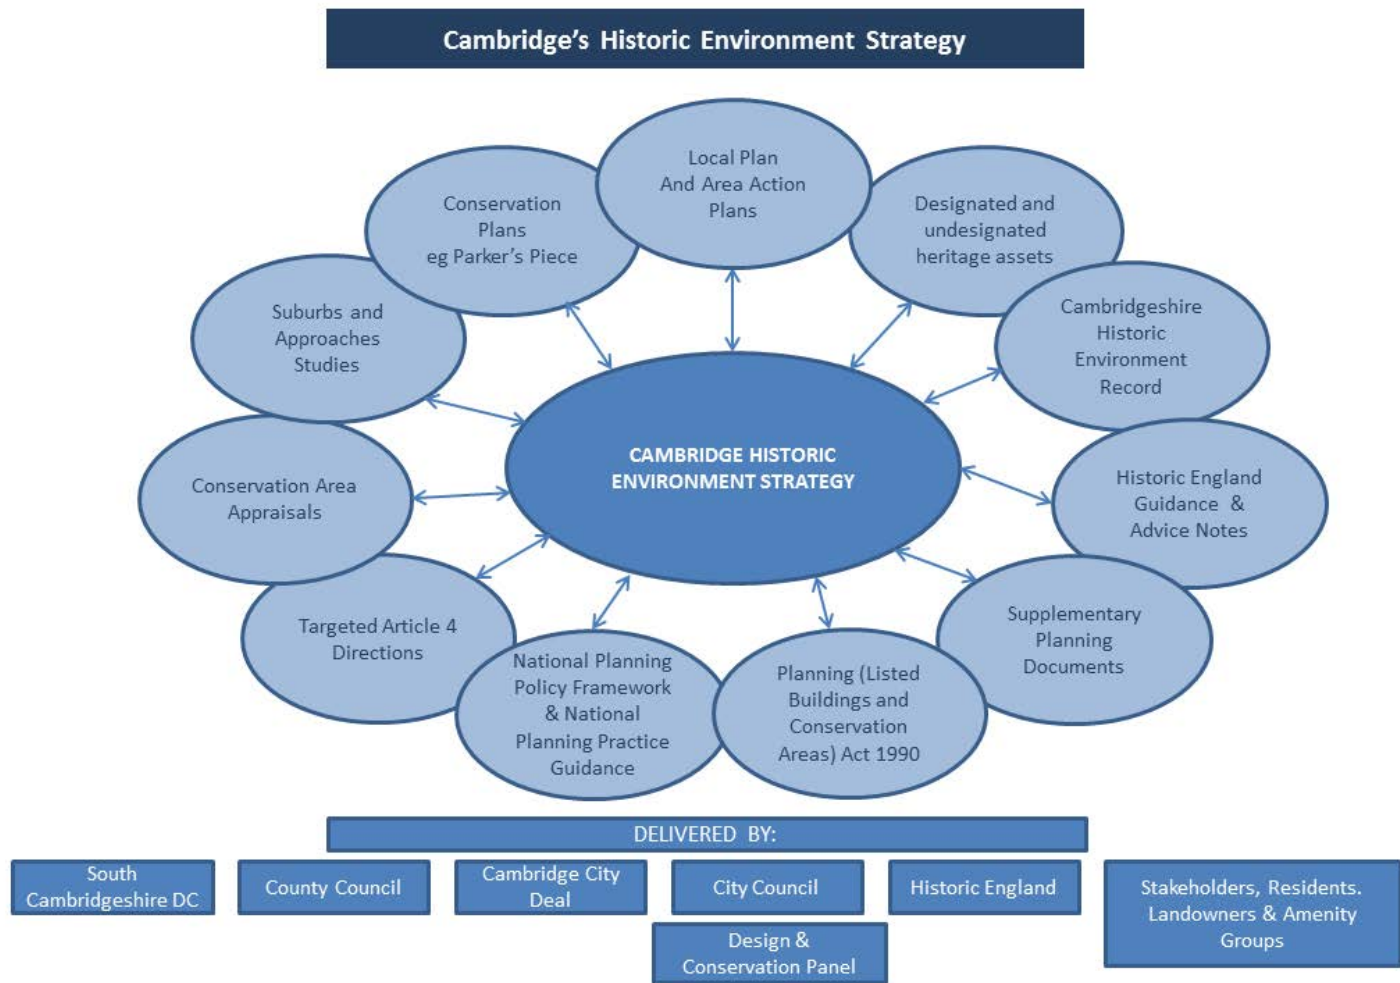 Cambridge's Historic Environment Strategy
Local Plan
And Area Action
Plans
Designated and
undesignated
heritage assets
Cambridgeshire
Historic
Environment
Record
Historic England
Guidance &
Advice Notes
Supplementary
Planning
Documents
Planning (Listed
Buildings and
Conservation
Areas) Act 1990
National Planning
Policy Framework
& National
Planning Practice
Guidance
Targeted Article 4
Directions
Conservation Area
Appraisals
Suburbs and
Approaches
Studies
Conservation
Plans
eg Parker's Piece
CAMBRIDGE HISTORIC
ENVIRONMENT STRATEGY
DELIVERED BY:
South
Cambridgeshire DC
County Council
Cambridge City
Deal
City Council
Historic England
Stakeholders, Residents.
Landowners & Amenity
Groups
Design &
Conservation Panel